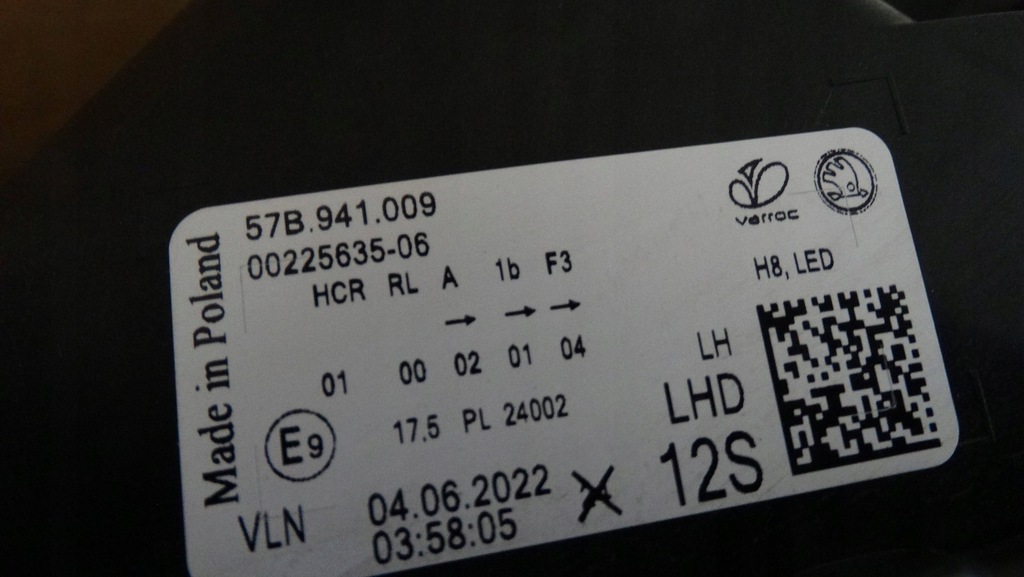 Made in Poland
57B.941.009
00225635-06
varroc
HCR RL A 1b F3
→ → →
01 00 02 01 04
17.5 PL 24002
E9
VLN
04.06.2022
03:58:05
X
H8, LED
LH
LHD
12S